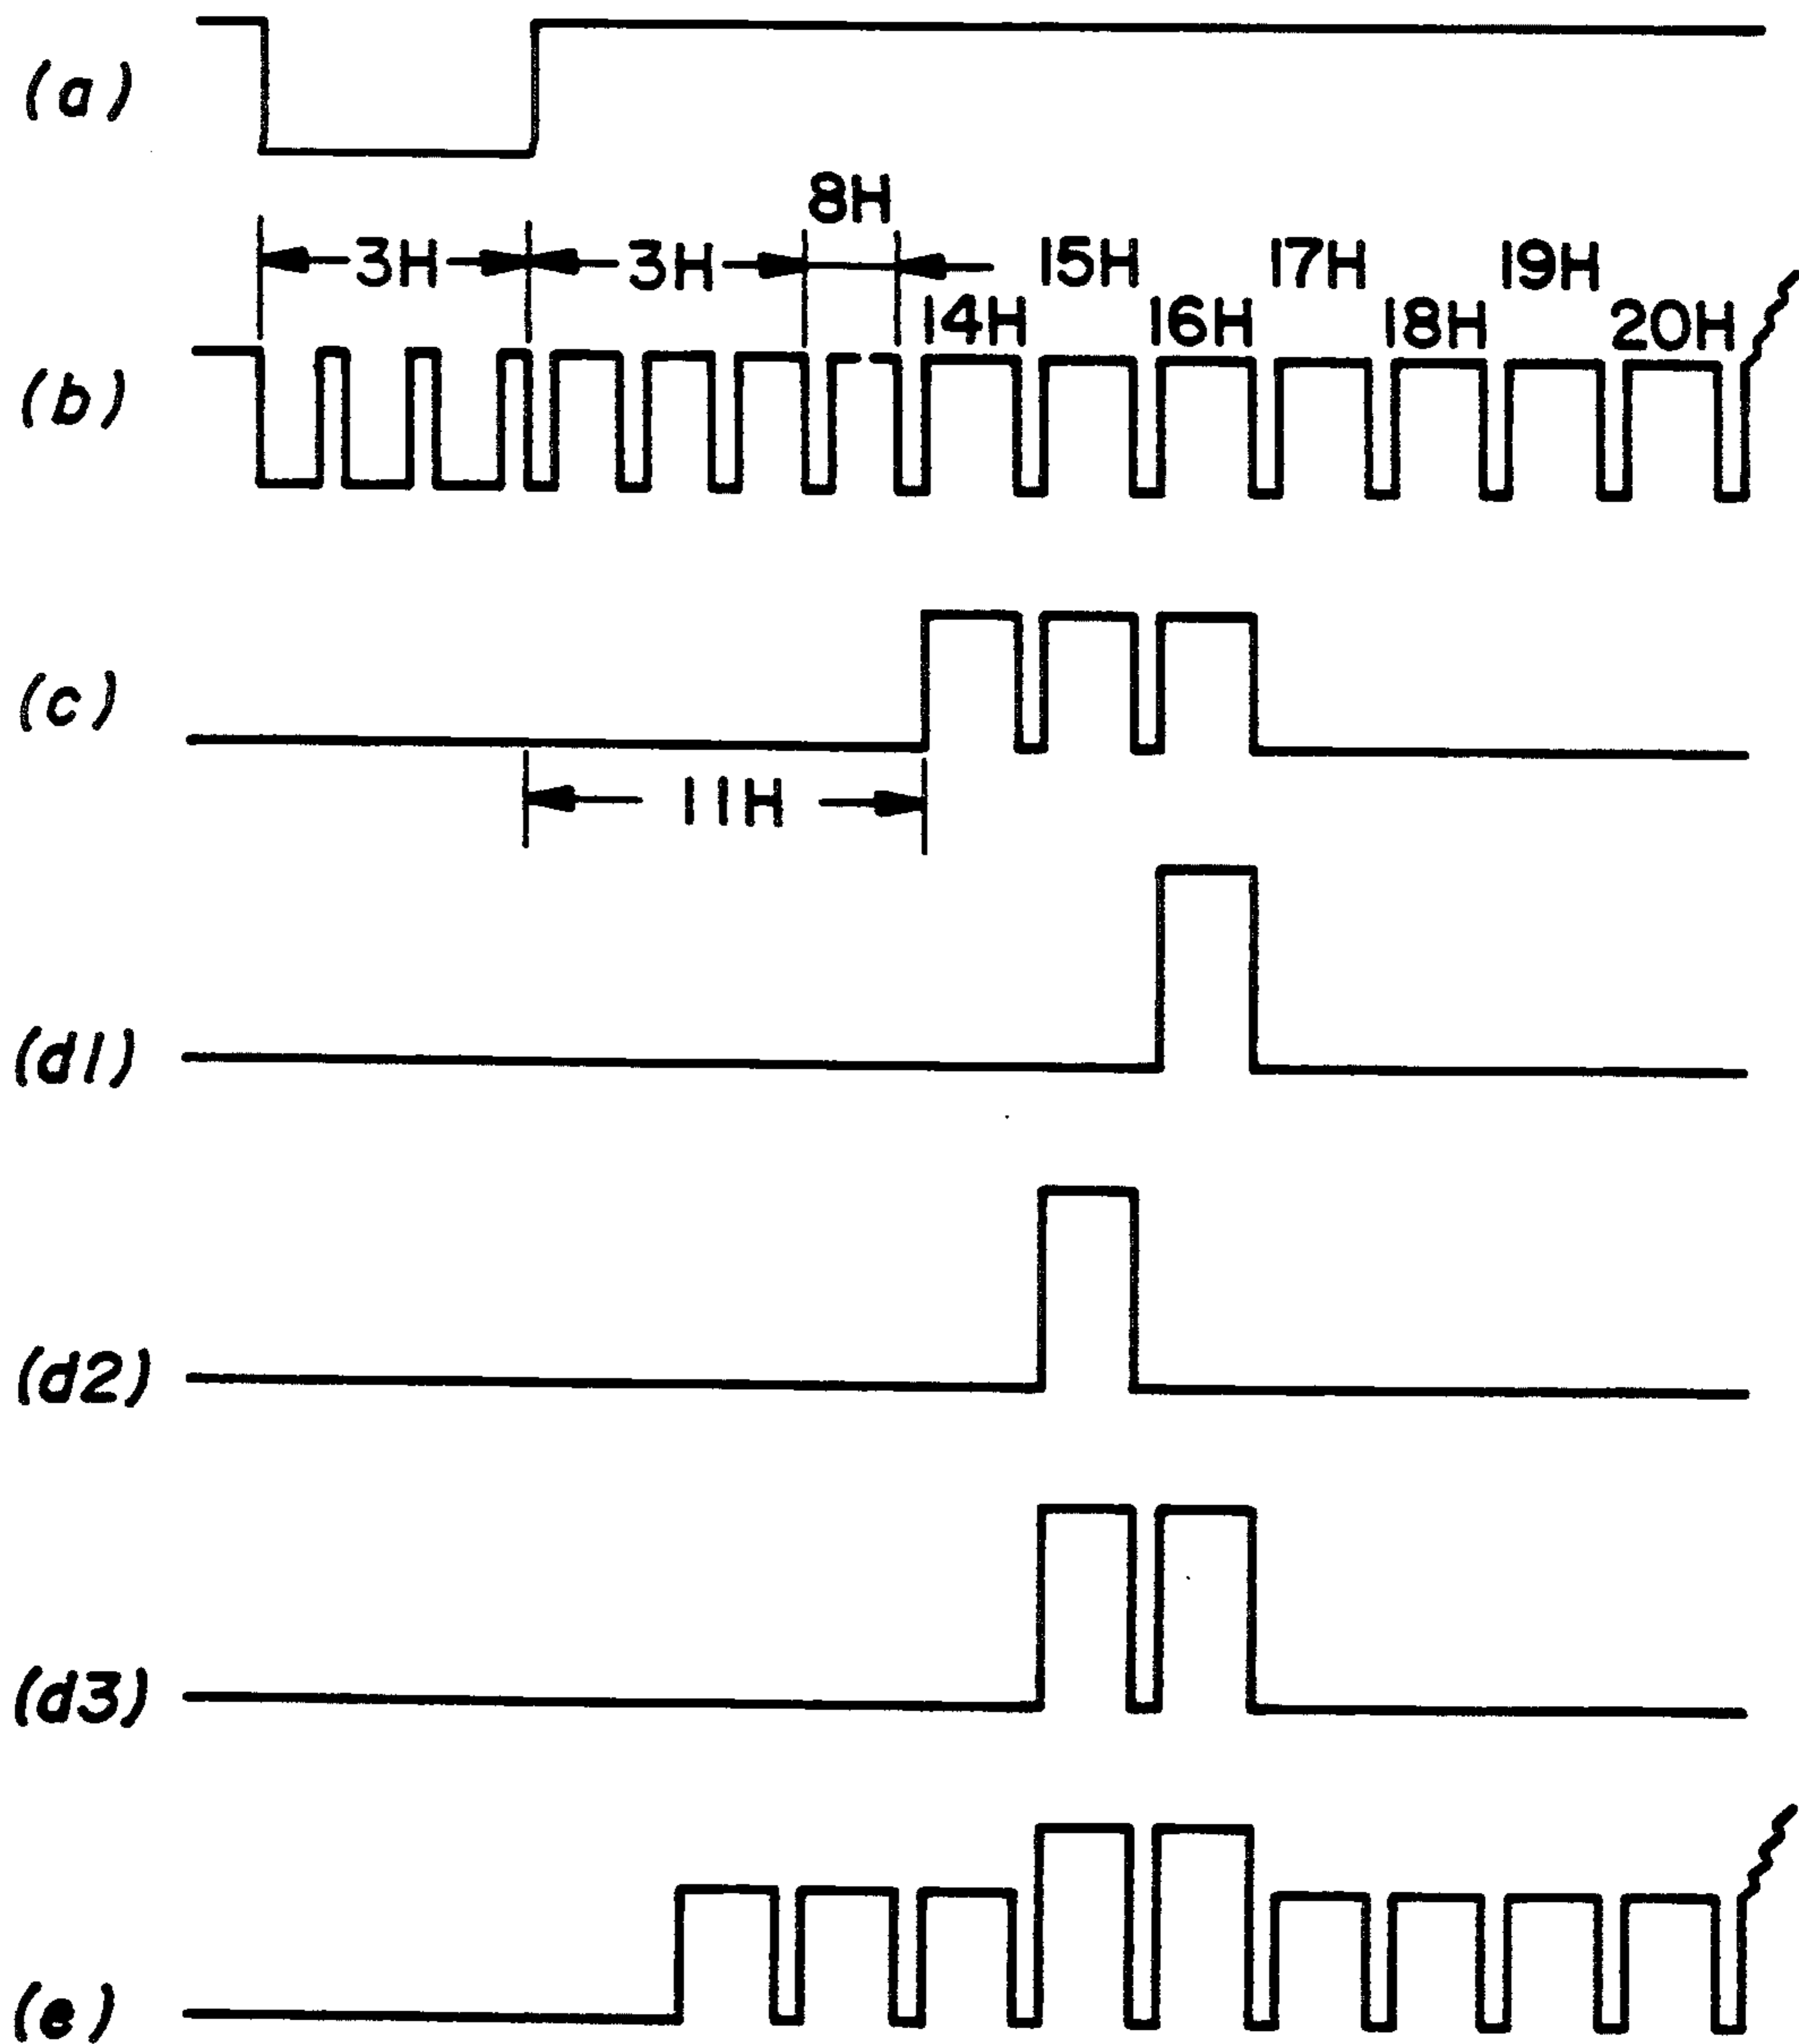 (a)
8H
3H 3H 15H 17H 19H
14H 16H 18H 20H
(b)
(c)
11H
(d1)
(d2)
(d3)
(e)